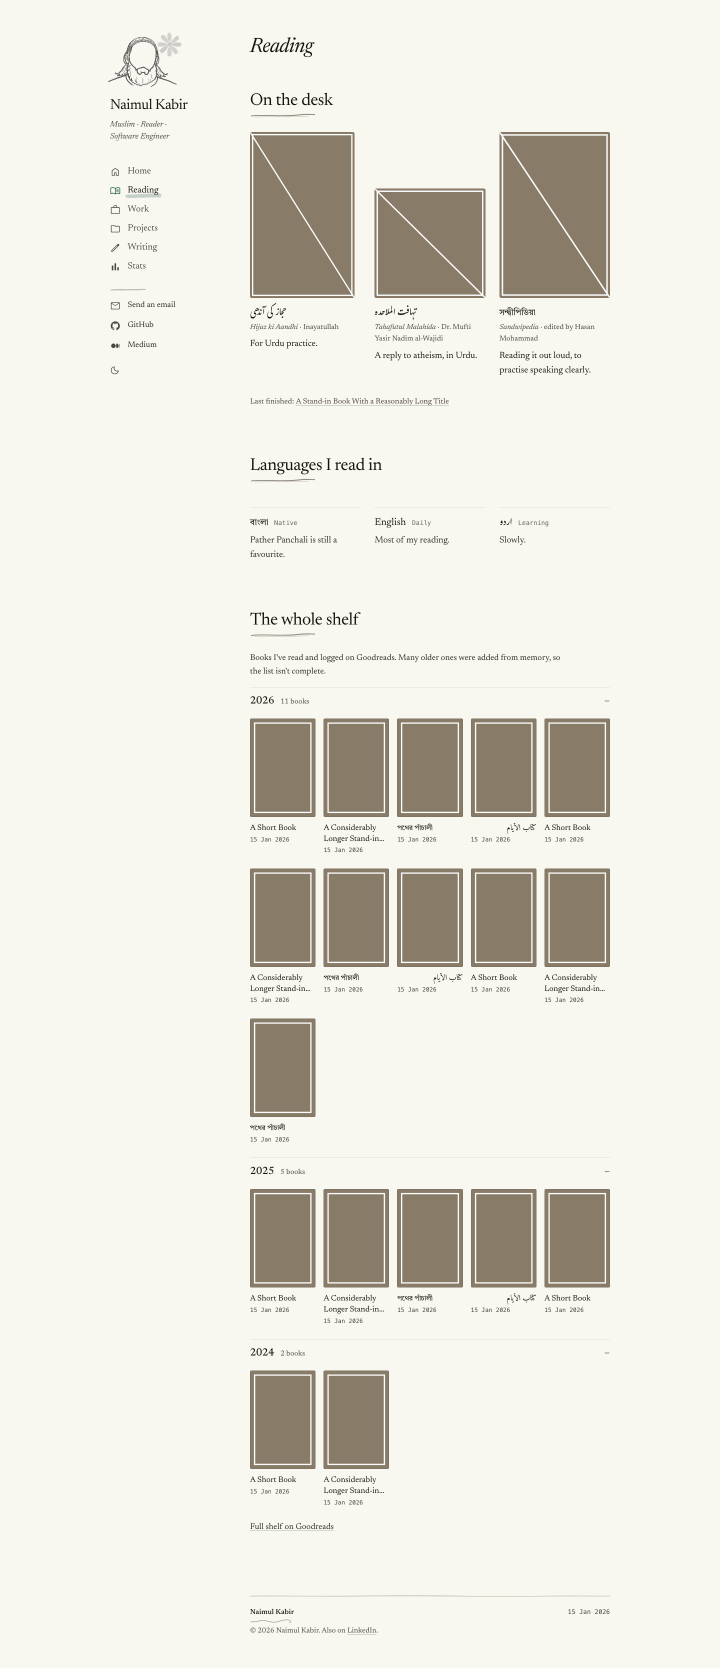 Reading
Naimul Kabir
Muslim · Reader ·
Software Engineer
Home
Reading
Work
Projects
Writing
Stats
Send an email
GitHub
Medium
On the desk
حجاز کی آندھی
Hijaz ki Aandhi · Inayatullah
For Urdu practice.
تہافت الملاحدہ
Tahafutul Malahida · Dr. Mufti
Yasir Nadim al-Wajidi
A reply to atheism, in Urdu.
সন্দ্বীপিডিয়া
Sandwipedia · edited by Hasan
Mohammad
Reading it out loud, to
practise speaking clearly.
Last finished: A Stand-in Book With a Reasonably Long Title
Languages I read in
বাংলা Native
Pather Panchali is still a
favourite.
English Daily
Most of my reading.
اردو Learning
Slowly.
The whole shelf
Books I've read and logged on Goodreads. Many older ones were added from memory, so
the list isn't complete.
2026 11 books –
A Short Book
15 Jan 2026
A Considerably
Longer Stand-in…
15 Jan 2026
পথের পাঁচালী
15 Jan 2026
كتاب الأيام
15 Jan 2026
A Short Book
15 Jan 2026
A Considerably
Longer Stand-in…
15 Jan 2026
পথের পাঁচালী
15 Jan 2026
كتاب الأيام
15 Jan 2026
A Short Book
15 Jan 2026
A Considerably
Longer Stand-in…
15 Jan 2026
পথের পাঁচালী
15 Jan 2026
2025 5 books –
A Short Book
15 Jan 2026
A Considerably
Longer Stand-in…
15 Jan 2026
পথের পাঁচালী
15 Jan 2026
كتاب الأيام
15 Jan 2026
A Short Book
15 Jan 2026
2024 2 books –
A Short Book
15 Jan 2026
A Considerably
Longer Stand-in…
15 Jan 2026
Full shelf on Goodreads
Naimul Kabir
15 Jan 2026
© 2026 Naimul Kabir. Also on LinkedIn.